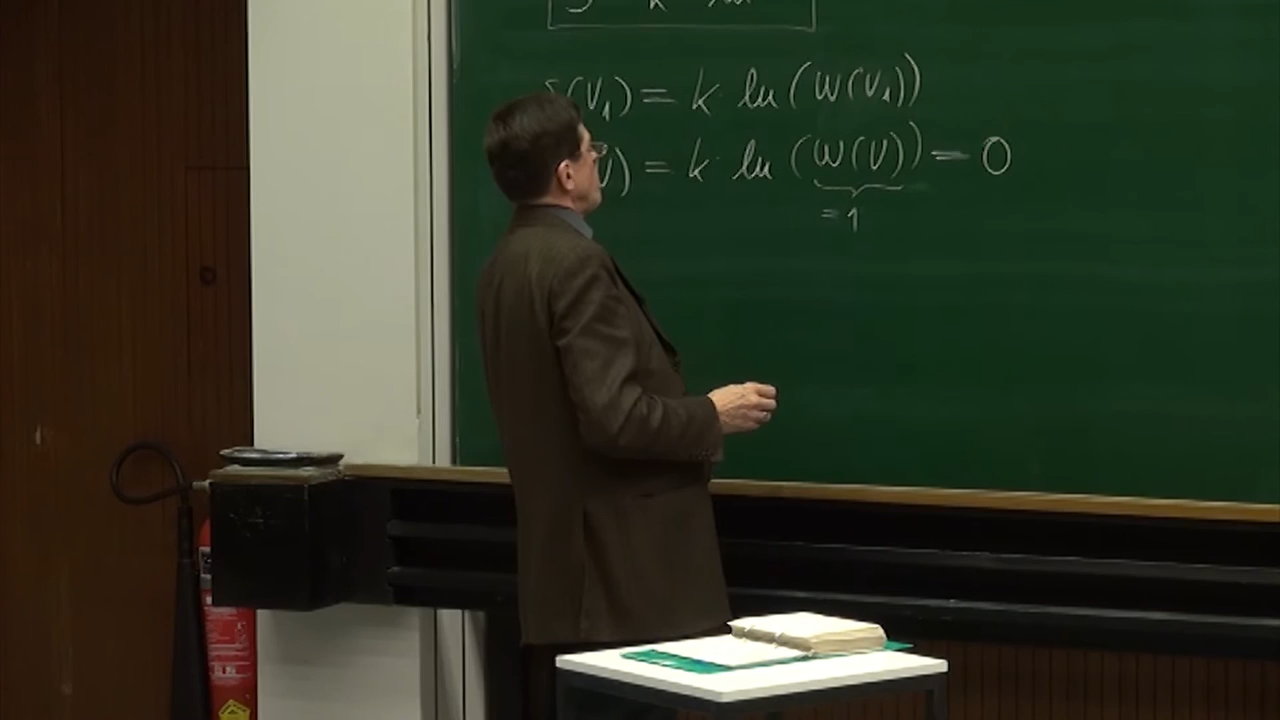 S(V₁) = k ln (W(V₁))
V) = k ln (W(V)) = 0
= 1